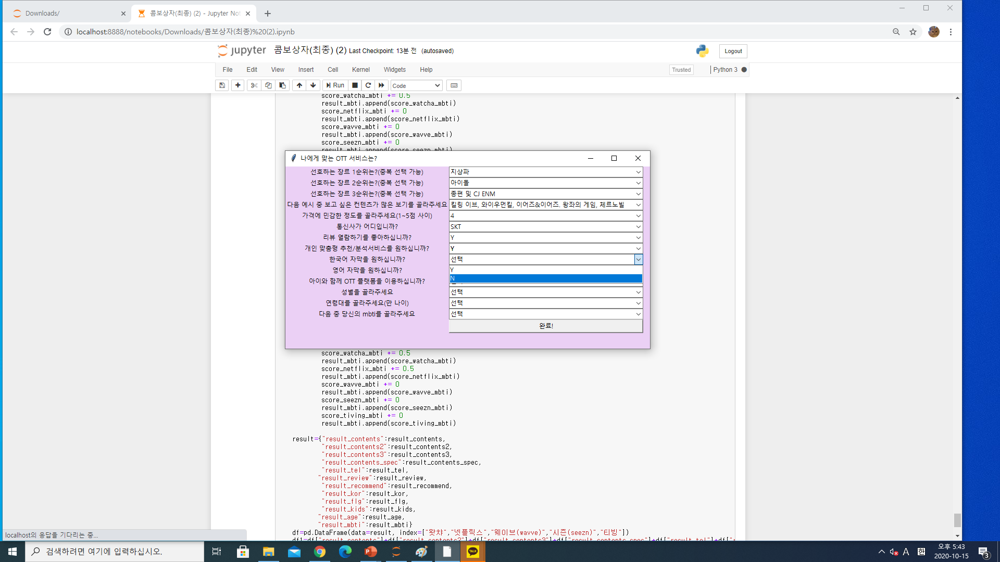 Downloads/
콤보상자(최종) (2) - Jupyter Not
localhost:8888/notebooks/Downloads/콤보상자(최종)%20(2).ipynb
jupyter 콤보상자(최종) (2) Last Checkpoint: 13분 전 (autosaved)
Logout
File Edit View Insert Cell Kernel Widgets Help
Trusted
Python 3
Run
Code
score_watcha_mbti += 0.5
result_mbti.append(score_watcha_mbti)
score_netflix_mbti += 0
result_mbti.append(score_netflix_mbti)
score_wavve_mbti += 0
result_mbti.append(score_wavve_mbti)
score_seezn_mbti += 0
result_mbti.append(score_seezn_mbti)
나에게 맞는 OTT 서비스는?
선호하는 장르 1순위는?(중복 선택 가능) 지상파
선호하는 장르 2순위는?(중복 선택 가능) 아이돌
선호하는 장르 3순위는?(중복 선택 가능) 종편 및 CJ ENM
다음 예시 중 보고 싶은 컨텐츠가 많은 보기를 골라주세요 킬링 이브, 와이우먼킬, 이어즈&이어즈. 왕좌의 게임, 체르노빌
가격에 민감한 정도를 골라주세요(1~5점 사이) 4
통신사가 어디입니까? SKT
리뷰 열람하기를 좋아하십니까? Y
개인 맞춤형 추천/분석서비스를 원하십니까? Y
한국어 자막을 원하십니까? 선택
영어 자막을 원하십니까? Y
N
아이와 함께 OTT 플랫폼을 이용하십니까?
성별을 골라주세요 선택
연령대를 골라주세요(만 나이) 선택
다음 중 당신의 mbti를 골라주세요 선택
완료!
score_watcha_mbti += 0.5
result_mbti.append(score_watcha_mbti)
score_netflix_mbti += 0.5
result_mbti.append(score_netflix_mbti)
score_wavve_mbti += 0
result_mbti.append(score_wavve_mbti)
score_seezn_mbti += 0
result_mbti.append(score_seezn_mbti)
score_tiving_mbti += 0
result_mbti.append(score_tiving_mbti)
result={"result_contents":result_contents,
"result_contents2":result_contents2,
"result_contents3":result_contents3,
"result_contents_spec":result_contents_spec,
"result_tel":result_tel,
"result_review":result_review,
"result_recommend":result_recommend,
"result_kor":result_kor,
"result_flg":result_flg,
"result_kids":result_kids,
"result_age":result_age,
"result_mbti":result_mbti}
df=pd.DataFrame(data=result, index=["왓챠","넷플릭스","웨이브(wavve)","시즌(seezn)","티빙"])
df1=df["result_contents"]+df["result_contents2"]+df["result_contents3"]+df["result_contents_spec"]+df["result_tel"]+df["
localhost의 응답을 기다리는 중...
검색하려면 여기에 입력하십시오.
TALK
A
한
오후 5:43
2020-10-15
3